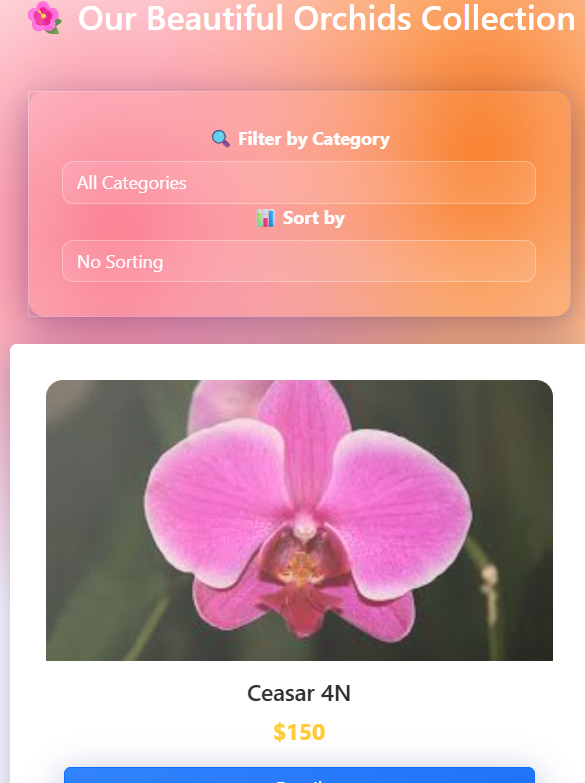 Our Beautiful Orchids Collection
Filter by Category
All Categories
Sort by
No Sorting
Ceasar 4N
$150